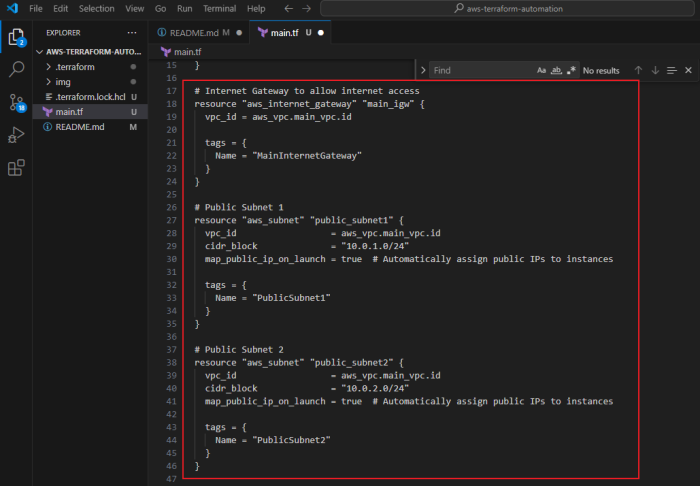 File Edit Selection View Go Run Terminal Help
aws-terraform-automation
EXPLORER
README.md M
main.tf U
AWS-TERRAFORM-AUTO...
.terraform
img
.terraform.lock.hcl U
main.tf U
README.md M
2
18
main.tf
Find
Aa ab .*
No results
15 }
16
17 # Internet Gateway to allow internet access
18 resource "aws_internet_gateway" "main_igw" {
19 vpc_id = aws_vpc.main_vpc.id
20
21 tags = {
22 Name = "MainInternetGateway"
23 }
24 }
25
26 # Public Subnet 1
27 resource "aws_subnet" "public_subnet1" {
28 vpc_id = aws_vpc.main_vpc.id
29 cidr_block = "10.0.1.0/24"
30 map_public_ip_on_launch = true # Automatically assign public IPs to instances
31
32 tags = {
33 Name = "PublicSubnet1"
34 }
35 }
36
37 # Public Subnet 2
38 resource "aws_subnet" "public_subnet2" {
39 vpc_id = aws_vpc.main_vpc.id
40 cidr_block = "10.0.2.0/24"
41 map_public_ip_on_launch = true # Automatically assign public IPs to instances
42
43 tags = {
44 Name = "PublicSubnet2"
45 }
46 }
47